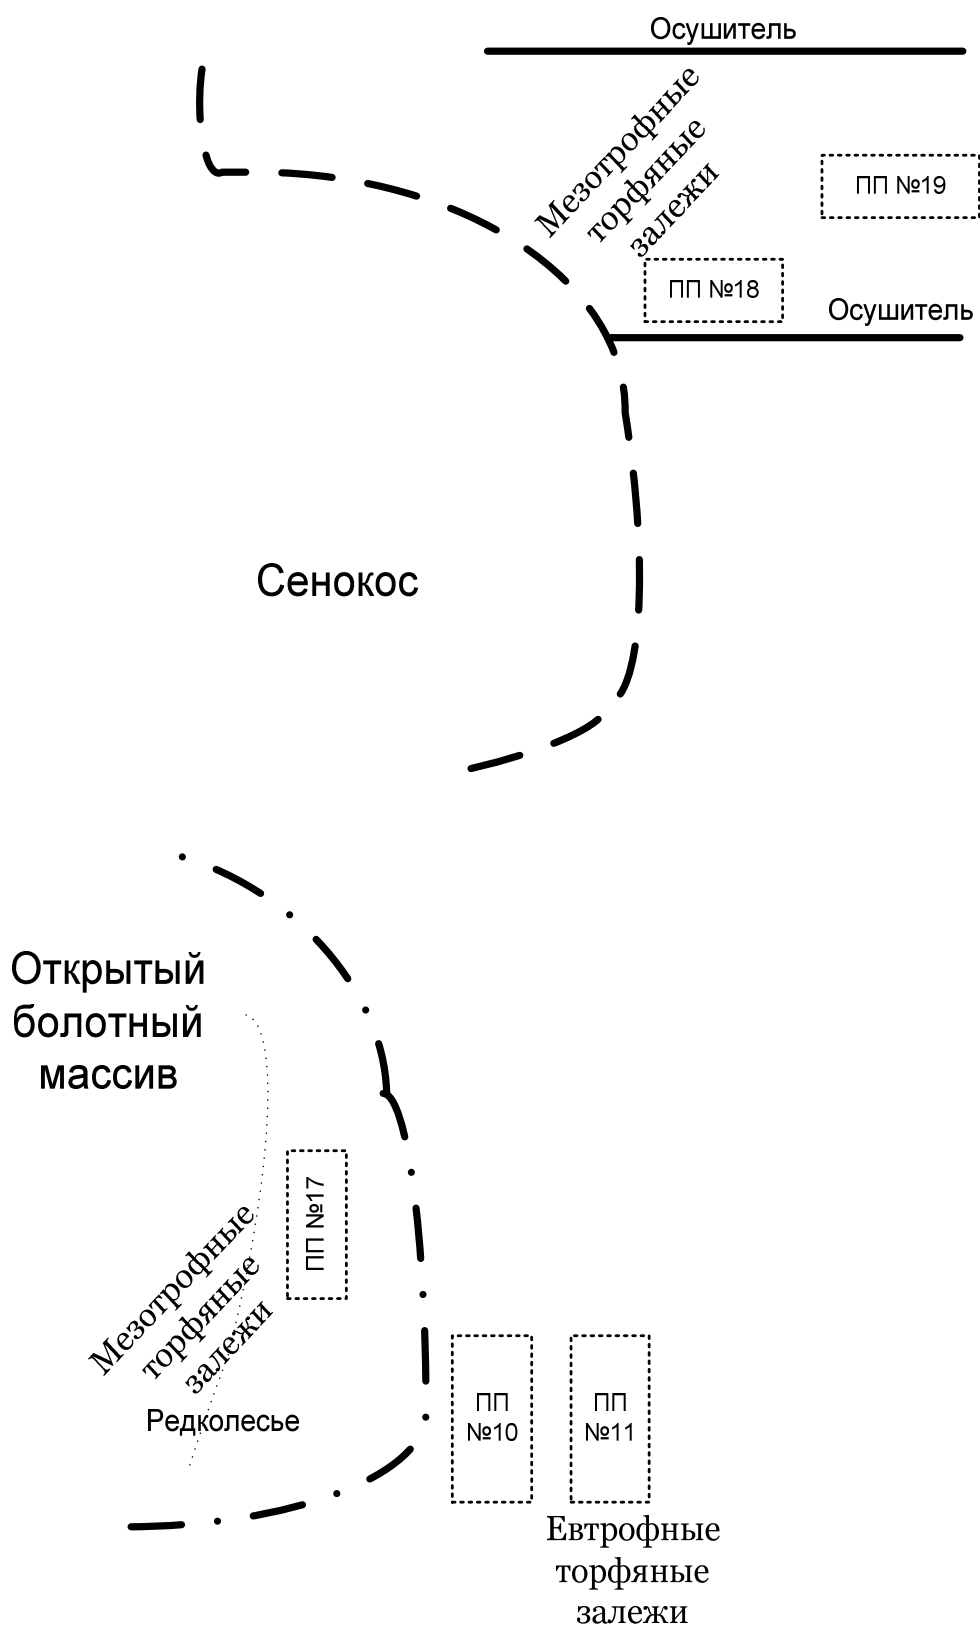 Осушитель
Мезотрофные
торфяные
залежи
ПП №19
ПП №18
Осушитель
Сенокос
Открытый
болотный
массив
ПП №17
Мезотрофные
торфяные
залежи
Редколесье
ПП
№10
ПП
№11
Евтрофные
торфяные
залежи